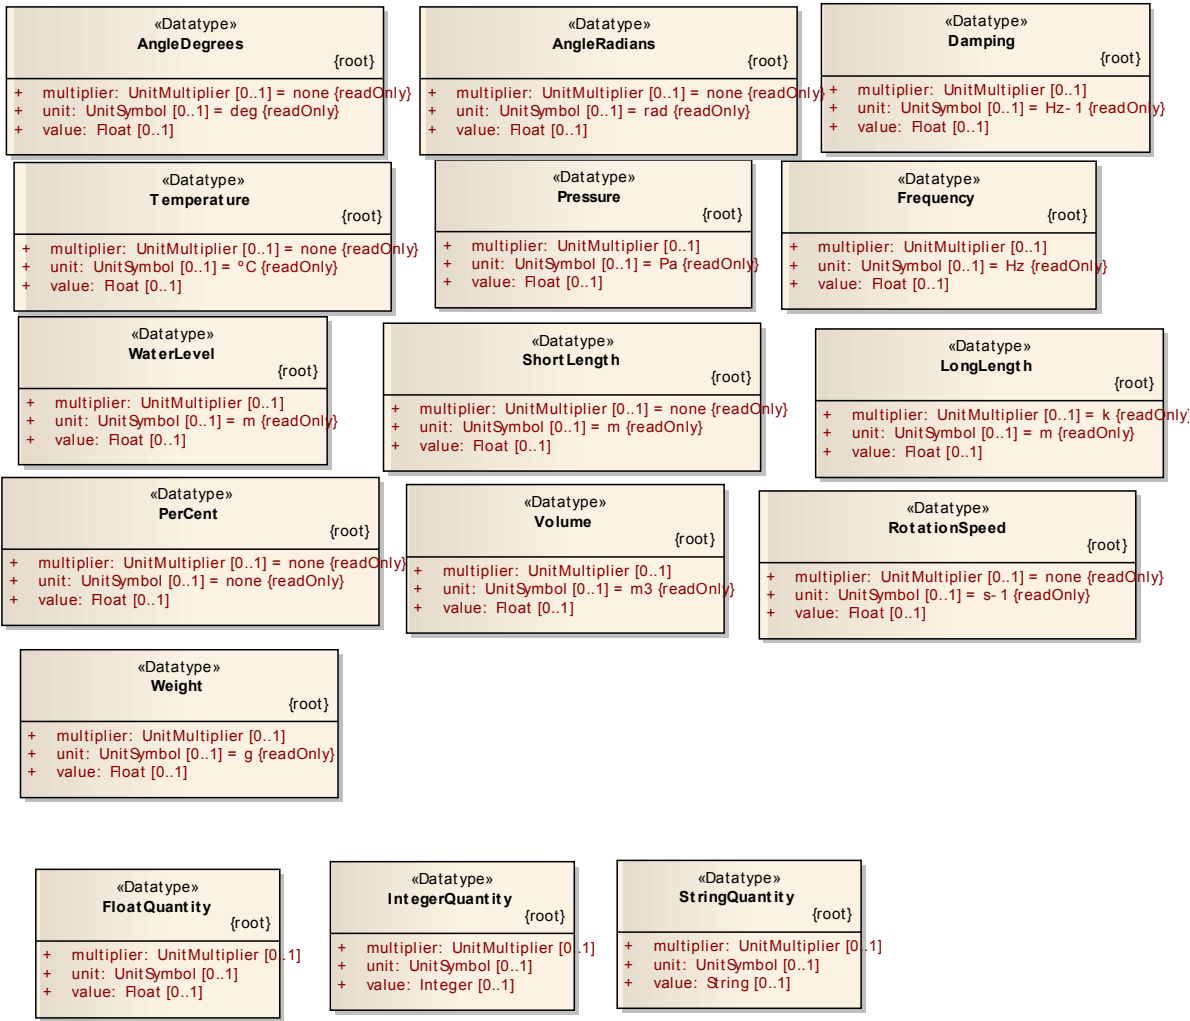 «Datatype»
AngleDegrees
{root}
+ multiplier: UnitMultiplier [0..1] = none {readOnly}
+ unit: UnitSymbol [0..1] = deg {readOnly}
+ value: Float [0..1]
«Datatype»
AngleRadians
{root}
+ multiplier: UnitMultiplier [0..1] = none {readOnly}
+ unit: UnitSymbol [0..1] = rad {readOnly}
+ value: Float [0..1]
«Datatype»
Damping
{root}
+ multiplier: UnitMultiplier [0..1]
+ unit: UnitSymbol [0..1] = Hz-1 {readOnly}
+ value: Float [0..1]
«Datatype»
Temperature
{root}
+ multiplier: UnitMultiplier [0..1] = none {readOnly}
+ unit: UnitSymbol [0..1] = ºC {readOnly}
+ value: Float [0..1]
«Datatype»
Pressure
{root}
+ multiplier: UnitMultiplier [0..1]
+ unit: UnitSymbol [0..1] = Pa {readOnly}
+ value: Float [0..1]
«Datatype»
Frequency
{root}
+ multiplier: UnitMultiplier [0..1]
+ unit: UnitSymbol [0..1] = Hz {readOnly}
+ value: Float [0..1]
«Datatype»
WaterLevel
{root}
+ multiplier: UnitMultiplier [0..1]
+ unit: UnitSymbol [0..1] = m {readOnly}
+ value: Float [0..1]
«Datatype»
ShortLength
{root}
+ multiplier: UnitMultiplier [0..1] = none {readOnly}
+ unit: UnitSymbol [0..1] = m {readOnly}
+ value: Float [0..1]
«Datatype»
LongLength
{root}
+ multiplier: UnitMultiplier [0..1] = k {readOnly}
+ unit: UnitSymbol [0..1] = m {readOnly}
+ value: Float [0..1]
«Datatype»
PerCent
{root}
+ multiplier: UnitMultiplier [0..1] = none {readOnly}
+ unit: UnitSymbol [0..1] = none {readOnly}
+ value: Float [0..1]
«Datatype»
Volume
{root}
+ multiplier: UnitMultiplier [0..1]
+ unit: UnitSymbol [0..1] = m3 {readOnly}
+ value: Float [0..1]
«Datatype»
RotationSpeed
{root}
+ multiplier: UnitMultiplier [0..1] = none {readOnly}
+ unit: UnitSymbol [0..1] = s-1 {readOnly}
+ value: Float [0..1]
«Datatype»
Weight
{root}
+ multiplier: UnitMultiplier [0..1]
+ unit: UnitSymbol [0..1] = g {readOnly}
+ value: Float [0..1]
«Datatype»
FloatQuantity
{root}
+ multiplier: UnitMultiplier [0..1]
+ unit: UnitSymbol [0..1]
+ value: Float [0..1]
«Datatype»
IntegerQuantity
{root}
+ multiplier: UnitMultiplier [0..1]
+ unit: UnitSymbol [0..1]
+ value: Integer [0..1]
«Datatype»
StringQuantity
{root}
+ multiplier: UnitMultiplier [0..1]
+ unit: UnitSymbol [0..1]
+ value: String [0..1]